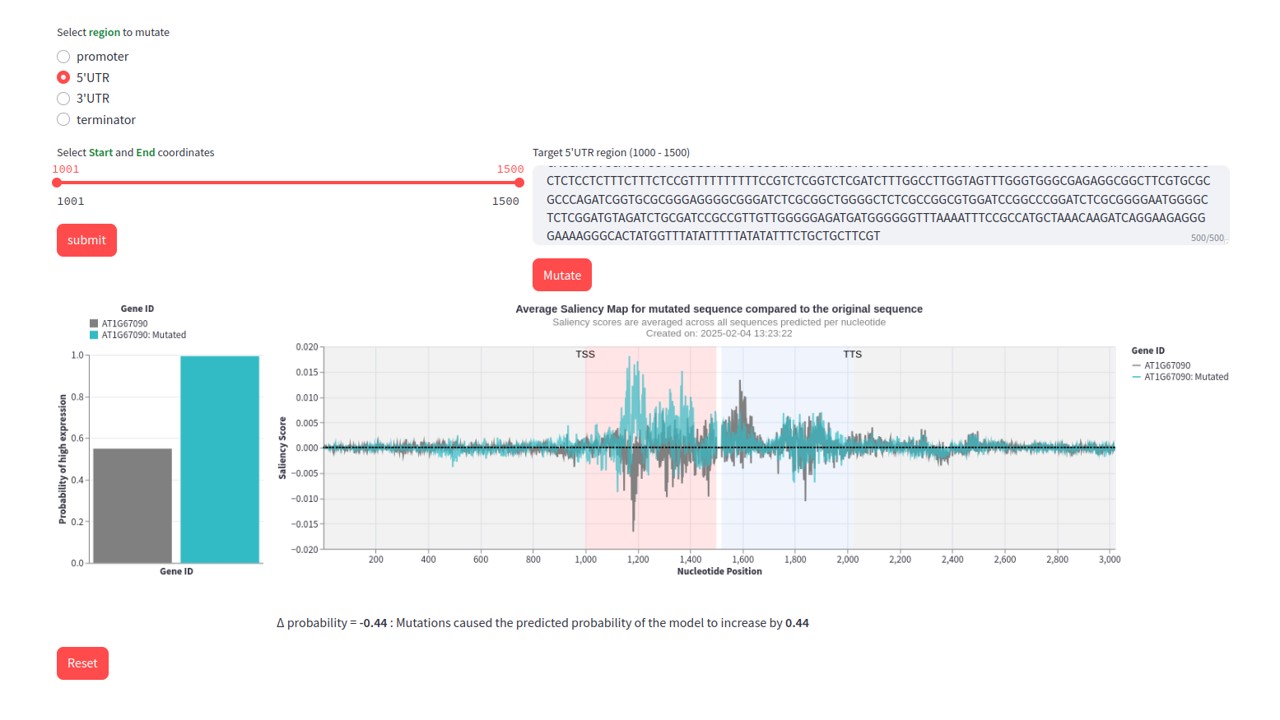 Select region to mutate
promoter
5'UTR
3'UTR
terminator
Select Start and End coordinates
1001 1500
1001 1500
submit
Target 5'UTR region (1000 - 1500)
CTCTCCTCTTTCTTTCTCCGTTTTTTTTTTCCGTCTCGGTCTCGATCTTTGGCCTTGGTAGTTTGGGTGGGCGAGAGGCGGCTTCGTGCGC
GCCCAGATCGGTGCGCGGGAGGGGCGGGATCTCGCGGCTGGGGCTCTCGCCGGCGTGGATCCGGCCCGGATCTCGCGGGGAATGGGGC
TCTCGGATGTAGATCTGCGATCCGCCGTTGTTGGGGGAGATGATGGGGGGTTTAAAATTTCCGCCATGCTAAACAAGATCAGGAAGAGGG
GAAAAGGGCACTATGGTTTATATTTTTATATATTTCTGCTGCTTCGT
500/500
Mutate
Gene ID
AT1G67090
AT1G67090: Mutated
Probability of high expression
1.0
0.8
0.6
0.4
0.2
0.0
Gene ID
Average Saliency Map for mutated sequence compared to the original sequence
Saliency scores are averaged across all sequences predicted per nucleotide
Created on: 2025-02-04 13:23:22
TSS TTS
Saliency Score
0.020
0.015
0.010
0.005
0.000
−0.005
−0.010
−0.015
−0.020
200 400 600 800 1,000 1,200 1,400 1,600 1,800 2,000 2,200 2,400 2,600 2,800 3,000
Nucleotide Position
Gene ID
AT1G67090
AT1G67090: Mutated
Δ probability = -0.44 : Mutations caused the predicted probability of the model to increase by 0.44
Reset